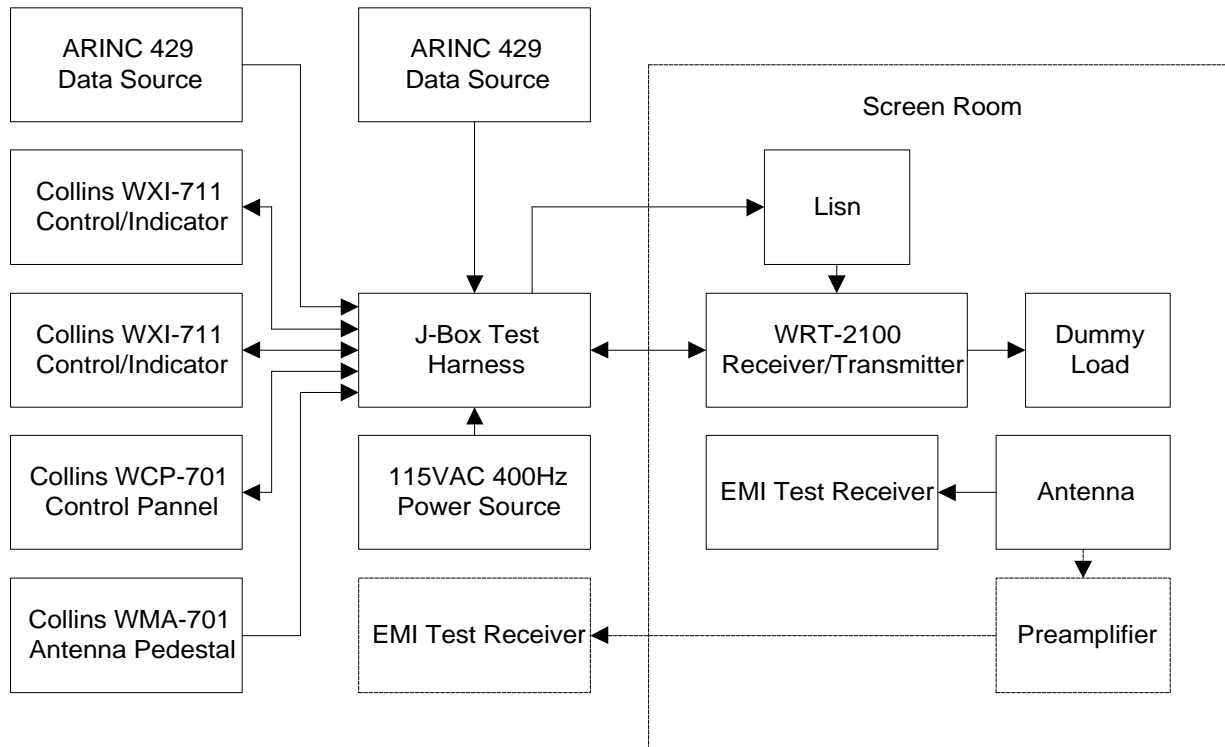 ARINC 429
Data Source
ARINC 429
Data Source
Screen Room
Collins WXI-711
Control/Indicator
Lisn
Collins WXI-711
Control/Indicator
J-Box Test
Harness
WRT-2100
Receiver/Transmitter
Dummy
Load
Collins WCP-701
Control Pannel
115VAC 400Hz
Power Source
EMI Test Receiver
Antenna
Collins WMA-701
Antenna Pedestal
EMI Test Receiver
Preamplifier